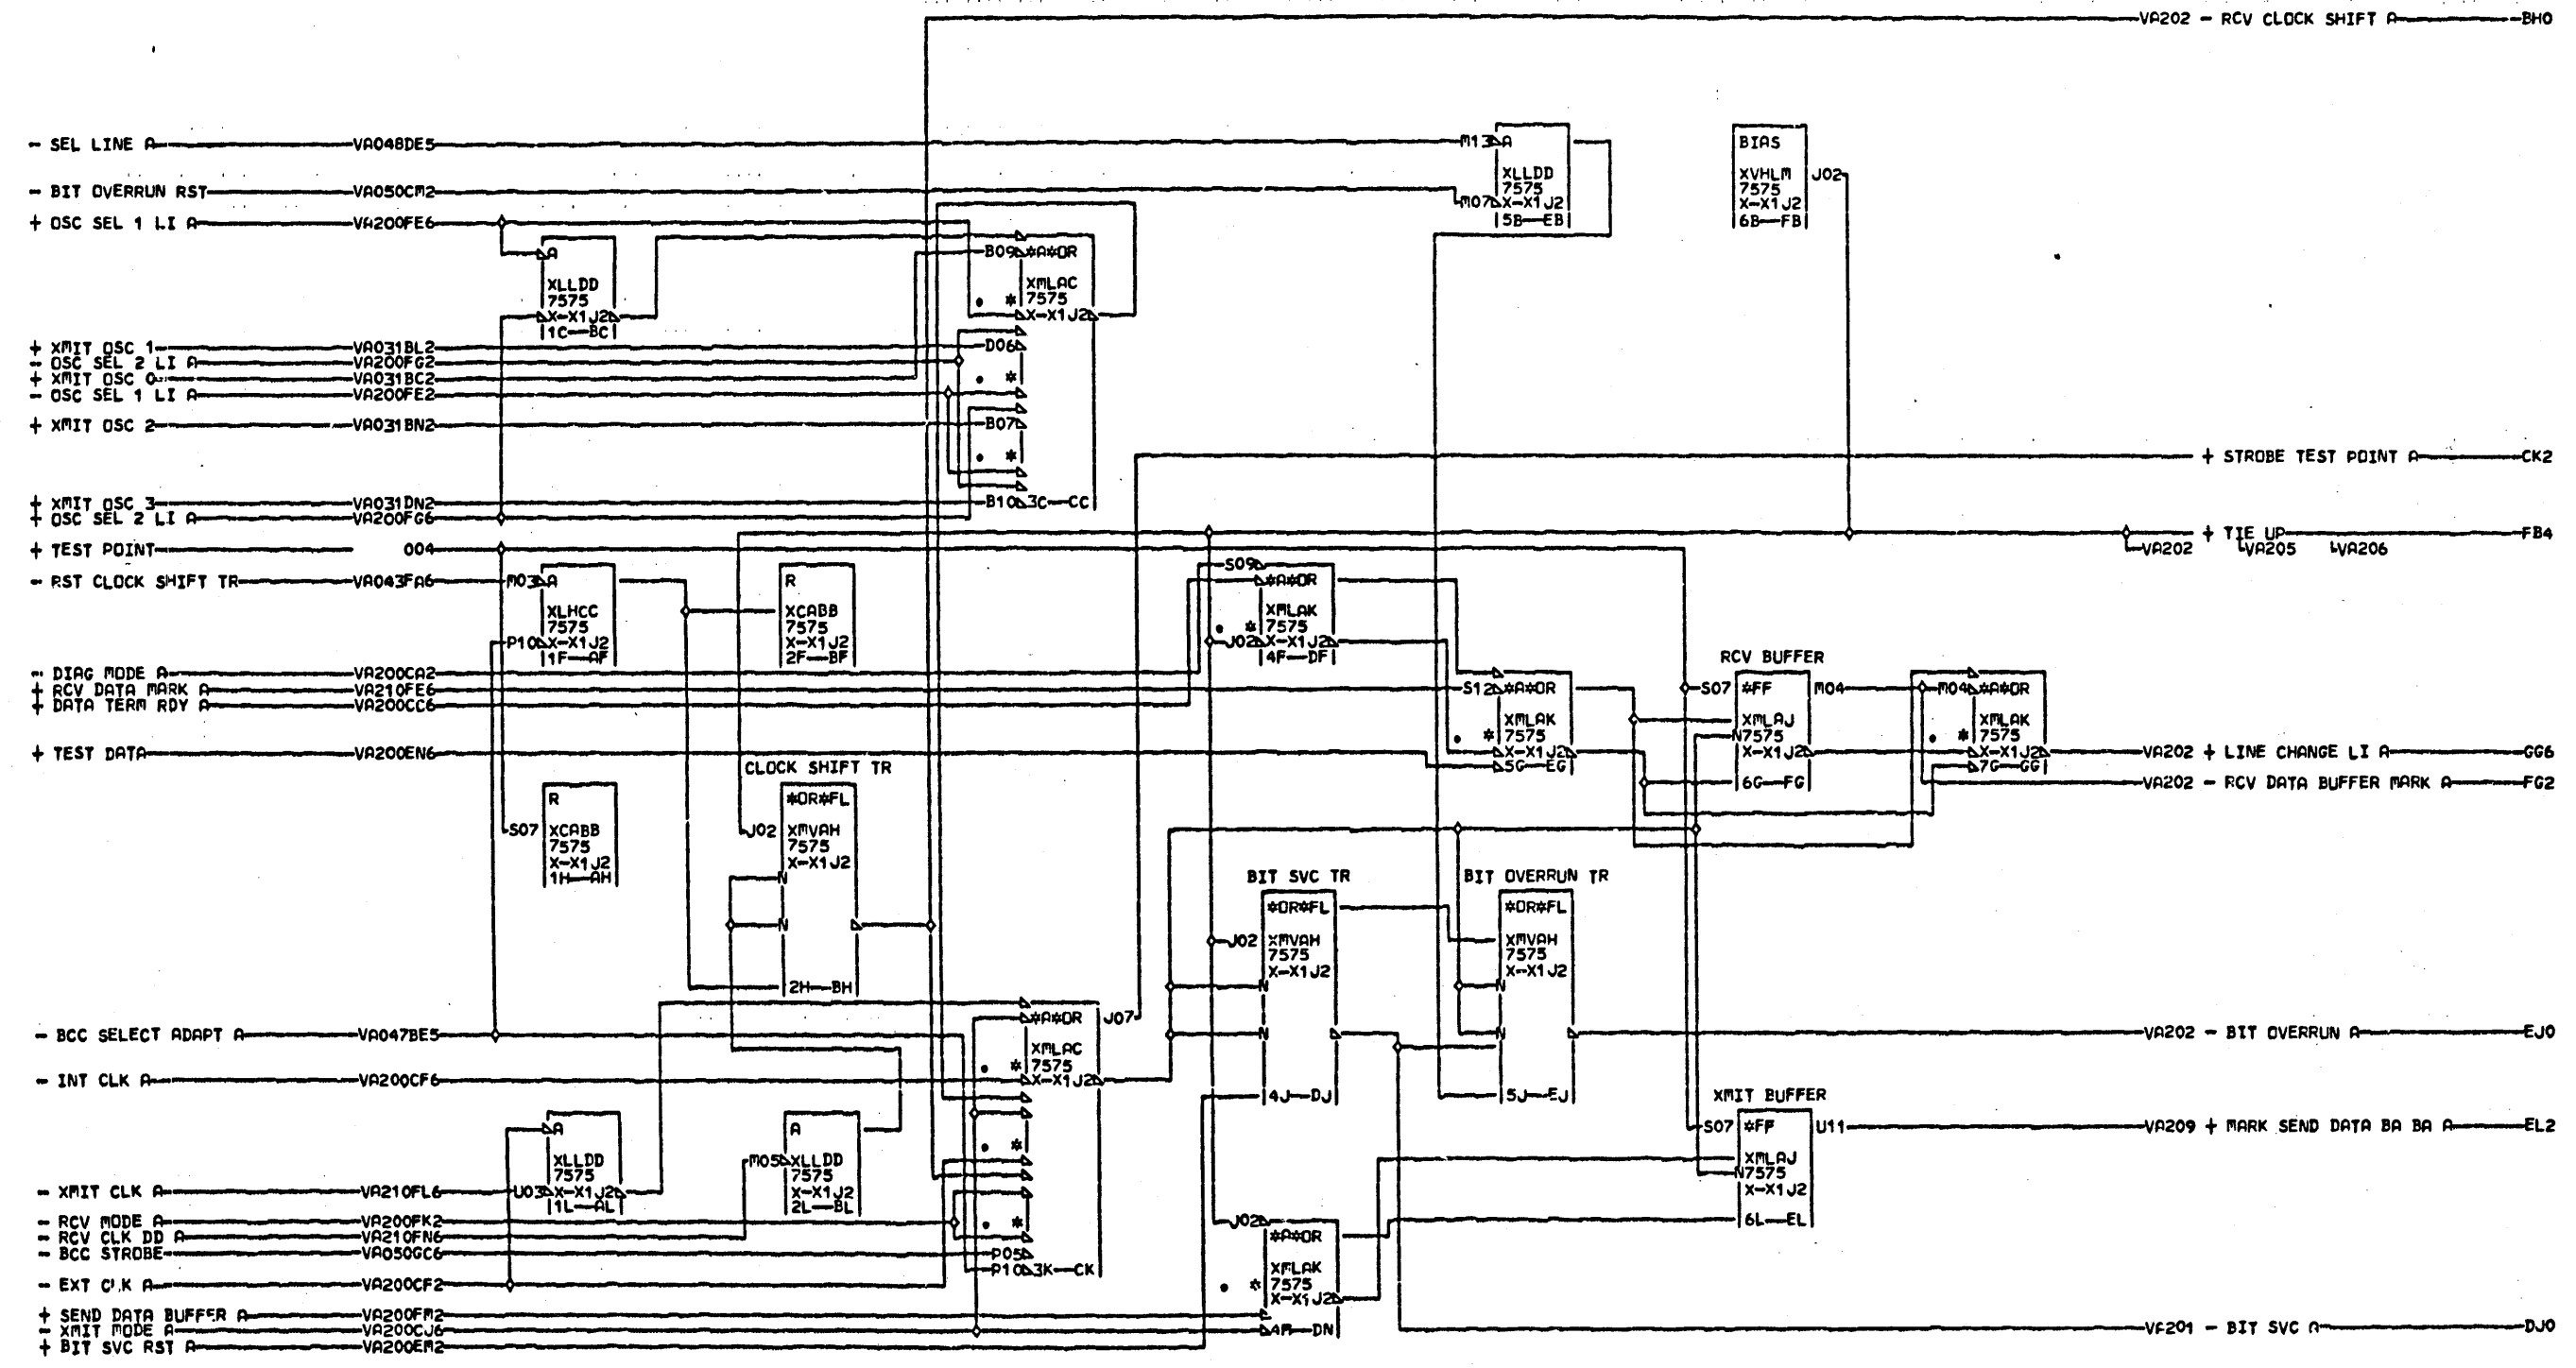 VA202 - RCV CLOCK SHIFT A BH0
- SEL LINE A VA048DE5 M13 A
XLLDD
7575
X-X1J2
5B EB
BIAS
XVHLM
7575
X-X1J2
6B FB
J02
- BIT OVERRUN RST VA050CM2 M07
+ OSC SEL 1 LI A VA200FE6
A
XLLDD
7575
X-X1J2
1C BC
B09 *A*OR
XMLAC
* 7575
X-X1J2
+ XMIT OSC 1 VA031BL2 D06
- OSC SEL 2 LI A VA200FG2
+ XMIT OSC 0 VA031BC2 *
- OSC SEL 1 LI A VA200FE2
+ XMIT OSC 2 VA031BN2 B07
*
+ STROBE TEST POINT A CK2
+ XMIT OSC 3 VA031DN2 B10 3C CC
+ OSC SEL 2 LI A VA200FG6
+ TIE UP FB4
VA202 VA205 VA206
+ TEST POINT 004
- RST CLOCK SHIFT TR VA043FA6 M03 A
XLHCC
7575
P10 X-X1J2
1F AF
R
XCABB
7575
X-X1J2
2F BF
S09
*A*OR
XMLAK
* 7575
J02 X-X1J2
4F DF
- DIAG MODE A VA200CA2
+ RCV DATA MARK A VA210FE6
+ DATA TERM RDY A VA200CC6
S12 *A*OR
XMLAK
* 7575
X-X1J2
5G EG
RCV BUFFER
S07 *FF M04
XMLAJ
N7575
X-X1J2
6G FG
M04 *A*OR
XMLAK
* 7575
X-X1J2
7G GG
+ TEST DATA VA200EN6
VA202 + LINE CHANGE LI A GG6
VA202 - RCV DATA BUFFER MARK A FG2
R
S07 XCABB
7575
X-X1J2
1H AH
CLOCK SHIFT TR
*OR*FL
J02 XMVAH
7575
X-X1J2
N
N
2H BH
BIT SVC TR
*OR*FL
J02 XMVAH
7575
X-X1J2
N
N
4J DJ
BIT OVERRUN TR
*OR*FL
XMVAH
7575
X-X1J2
N
N
5J EJ
VA202 - BIT OVERRUN A EJ0
- BCC SELECT ADAPT A VA047BE5
- INT CLK A VA200CF6
*A*OR J07
XMLAC
* 7575
X-X1J2
*
*
P05
P10 3K CK
A
XLLDD
7575
U03 X-X1J2
1L AL
A
M05 XLLDD
7575
X-X1J2
2L BL
XMIT BUFFER
S07 *FF U11
XMLAJ
N7575
X-X1J2
6L EL
VA209 + MARK SEND DATA BA BA A EL2
- XMIT CLK A VA210FL6
- RCV MODE A VA200FK2
- RCV CLK DD A VA210FN6
- BCC STROBE VA050GC6
- EXT CLK A VA200CF2
J02
*A*OR
XMLAK
* 7575
X-X1J2
DN
+ SEND DATA BUFFER A VA200FM2
- XMIT MODE A VA200CJ6
+ BIT SVC RST A VA200EM2
VA201 - BIT SVC A DJ0